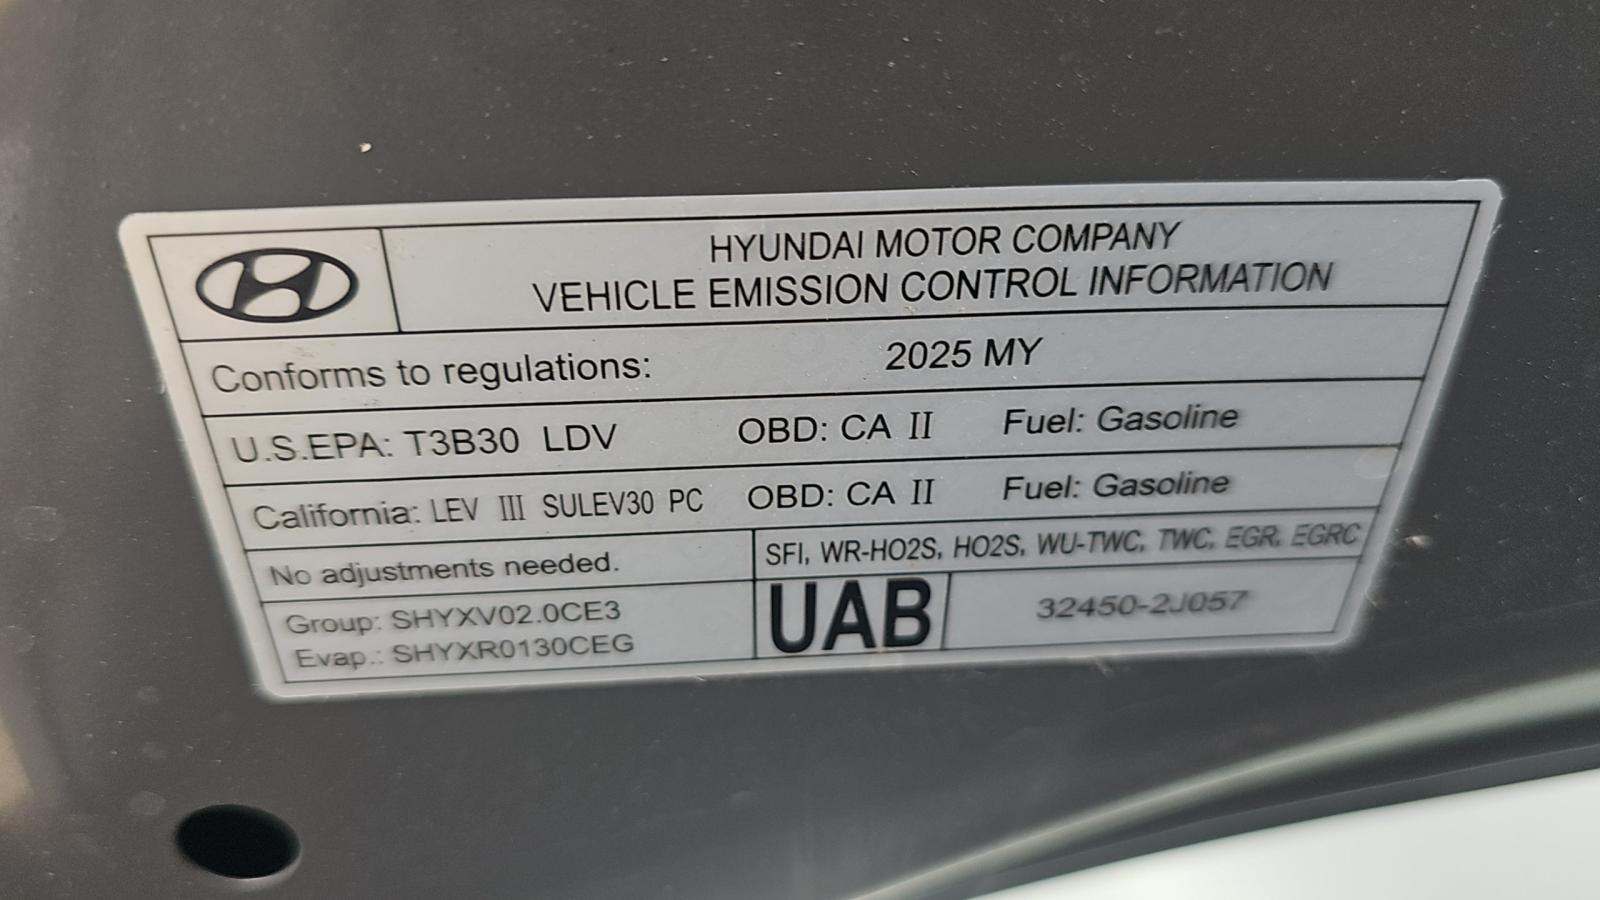 HYUNDAI MOTOR COMPANY
VEHICLE EMISSION CONTROL INFORMATION
Conforms to regulations: 2025 MY
U.S.EPA: T3B30 LDV OBD: CA II Fuel: Gasoline
California: LEV III SULEV30 PC OBD: CA II Fuel: Gasoline
No adjustments needed.
SFI, WR-HO2S, HO2S, WU-TWC, TWC, EGR, EGRC
Group: SHYXV02.0CE3
Evap.: SHYXR0130CEG
UAB
32450-2J057